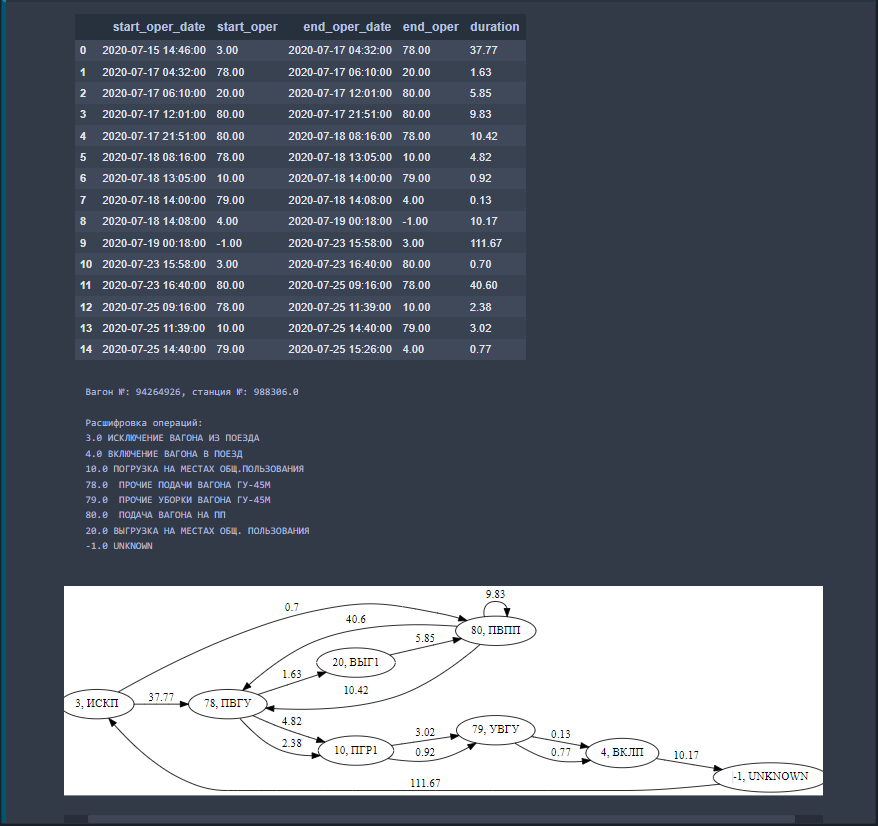 start_oper_date start_oper end_oper_date end_oper duration
0 2020-07-15 14:46:00 3.00 2020-07-17 04:32:00 78.00 37.77
1 2020-07-17 04:32:00 78.00 2020-07-17 06:10:00 20.00 1.63
2 2020-07-17 06:10:00 20.00 2020-07-17 12:01:00 80.00 5.85
3 2020-07-17 12:01:00 80.00 2020-07-17 21:51:00 80.00 9.83
4 2020-07-17 21:51:00 80.00 2020-07-18 08:16:00 78.00 10.42
5 2020-07-18 08:16:00 78.00 2020-07-18 13:05:00 10.00 4.82
6 2020-07-18 13:05:00 10.00 2020-07-18 14:00:00 79.00 0.92
7 2020-07-18 14:00:00 79.00 2020-07-18 14:08:00 4.00 0.13
8 2020-07-18 14:08:00 4.00 2020-07-19 00:18:00 -1.00 10.17
9 2020-07-19 00:18:00 -1.00 2020-07-23 15:58:00 3.00 111.67
10 2020-07-23 15:58:00 3.00 2020-07-23 16:40:00 80.00 0.70
11 2020-07-23 16:40:00 80.00 2020-07-25 09:16:00 78.00 40.60
12 2020-07-25 09:16:00 78.00 2020-07-25 11:39:00 10.00 2.38
13 2020-07-25 11:39:00 10.00 2020-07-25 14:40:00 79.00 3.02
14 2020-07-25 14:40:00 79.00 2020-07-25 15:26:00 4.00 0.77
Вагон №: 94264926, станция №: 988306.0
Расшифровка операций:
3.0 ИСКЛЮЧЕНИЕ ВАГОНА ИЗ ПОЕЗДА
4.0 ВКЛЮЧЕНИЕ ВАГОНА В ПОЕЗД
10.0 ПОГРУЗКА НА МЕСТАХ ОБЩ.ПОЛЬЗОВАНИЯ
78.0 ПРОЧИЕ ПОДАЧИ ВАГОНА ГУ-45М
79.0 ПРОЧИЕ УБОРКИ ВАГОНА ГУ-45М
80.0 ПОДАЧА ВАГОНА НА ПП
20.0 ВЫГРУЗКА НА МЕСТАХ ОБЩ. ПОЛЬЗОВАНИЯ
-1.0 UNKNOWN
9.83
0.7
40.6
80, ПВПП
5.85
20, ВЫГ1
1.63
10.42
3, ИСКП
37.77
78, ПВГУ
4.82
2.38
10, ПГР1
3.02
0.92
79, УВГУ
0.13
0.77
4, ВКЛП
10.17
-1, UNKNOWN
111.67